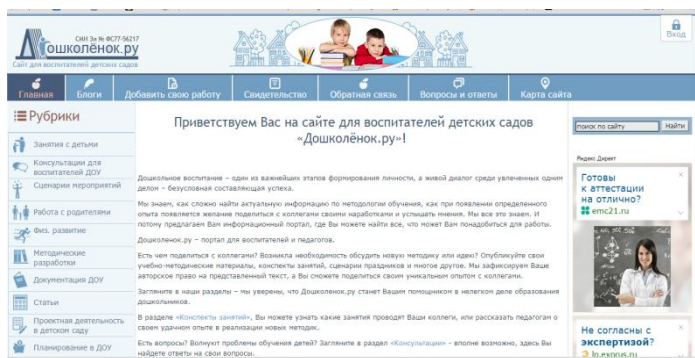 СМИ Эл № ФС77-56217
Дошколёнок.ру
Сайт для воспитателей детских садов
Вход
Главная
Блоги
Добавить свою работу
Свидетельство
Обратная связь
Вопросы и ответы
Карта сайта
Рубрики
Занятия с детьми
Консультации для
воспитателей ДОУ
Сценарии мероприятий
Работа с родителями
Физ. развитие
Методические
разработки
Документация ДОУ
Статьи
Проектная деятельность
в детском саду
Планирование в ДОУ
Приветствуем Вас на сайте для воспитателей детских садов
«Дошколёнок.ру»!
Дошкольное воспитание – один из важнейших этапов формирования личности, а живой диалог среди увлеченных одним
делом – безусловная составляющая успеха.
Мы знаем, как сложно найти актуальную информацию по методологии обучения, как при появлении определенного
опыта появляется желание поделиться с коллегами своими наработками и услышать мнения. Мы все это знаем. И
потому предлагаем Вам информационный портал, где Вы можете найти все, что может Вам понадобиться для работы.
Дошколенок.ру – портал для воспитателей и педагогов.
Есть чем поделиться с коллегами? Возникла необходимость обсудить новую методику или идею? Опубликуйте свои
учебно-методические материалы, конспекты занятий, сценарии праздников и многое другое. Мы зафиксируем Ваше
авторское право на представленный текст, а Вы сможете поделиться своим уникальным опытом с коллегами.
Загляните в наши разделы – мы уверены, что Дошколенок.ру станет Вашим помощником в нелегком деле образования
дошкольников.
В разделе «Конспекты занятий», Вы можете узнать какие занятия проводят Ваши коллеги, или рассказать педагогам о
своем удачном опыте в реализации новых методик.
Есть вопросы? Волнуют проблемы обучения детей? Загляните в раздел «Консультации» – вполне возможно, здесь Вы
найдете ответы на свои вопросы.
поиск по сайту
Найти
Яндекс.Директ
Готовы
к аттестации
на отлично?
emc21.ru
Не согласны с
экспертизой?
lo.exprus.ru